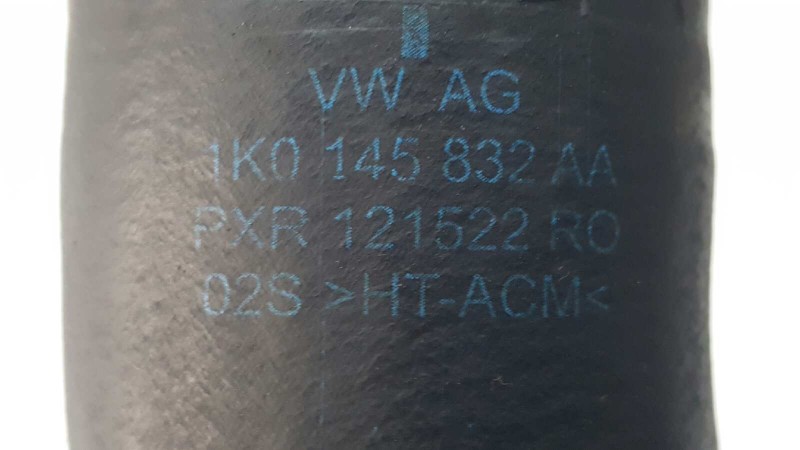 VW AG
1K0 145 832 AA
PXR 121522 RO
02S >HT-ACM<